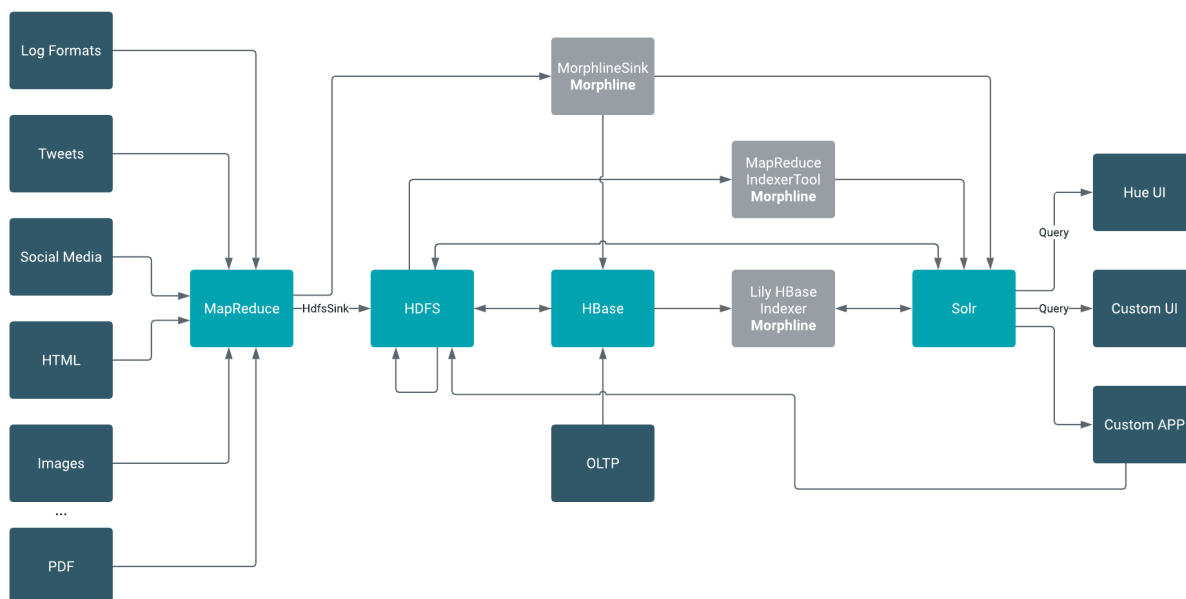 Log Formats
Tweets
Social Media
HTML
Images
...
PDF
MapReduce
HdfsSink
HDFS
MorphlineSink
Morphline
MapReduce
IndexerTool
Morphline
HBase
Lily HBase
Indexer
Morphline
OLTP
Solr
Query
Query
Hue UI
Custom UI
Custom APP